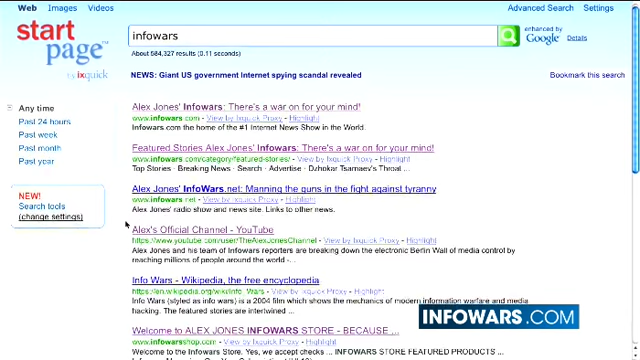 Web Images Videos
Advanced Search Settings
start
page
by ixquick
infowars
enhanced by
Google
Details
About 584,327 results (0.11 seconds)
NEWS: Giant US government Internet spying scandal revealed
Bookmark this search
Any time
Past 24 hours
Past week
Past month
Past year
NEW!
Search tools
(change settings)
Alex Jones' Infowars: There's a war on for your mind!
www.infowars.com - View by Ixquick Proxy - Highlight
Infowars.com the home of the #1 Internet News Show in the World.
Featured Stories Alex Jones' Infowars: There's a war on for your mind!
www.infowars.com/category/featured-stories/ - View by Ixquick Proxy - Highlight
Top Stories · Breaking News · Search · Advertise · Dzhokar Tsarnaev's Throat ...
Alex Jones' InfoWars.net: Manning the guns in the fight against tyranny
www.infowars.net - View by Ixquick Proxy - Highlight
Alex Jones' radio show and news site. Links to other news.
Alex's Official Channel - YouTube
https://www.youtube.com/user/TheAlexJonesChannel - View by Ixquick Proxy - Highlight
Alex Jones and his team of Infowars reporters are breaking down the electronic Berlin Wall of media control by
reaching millions of people around the world -...
Info Wars - Wikipedia, the free encyclopedia
https://en.wikipedia.org/wiki/Info_Wars - View by Ixquick Proxy - Highlight
Info Wars (styled as info wars) is a 2004 film which shows the mechanics of modern information warfare and media
hacking. The featured stories are intertwined ...
INFOWARS.COM
Welcome to ALEX JONES INFOWARS STORE - BECAUSE ...
www.infowarsshop.com - View by Ixquick Proxy - Highlight
Welcome to the Infowars Store. Yes, we accept checks ... INFOWARS STORE FEATURED PRODUCTS ...